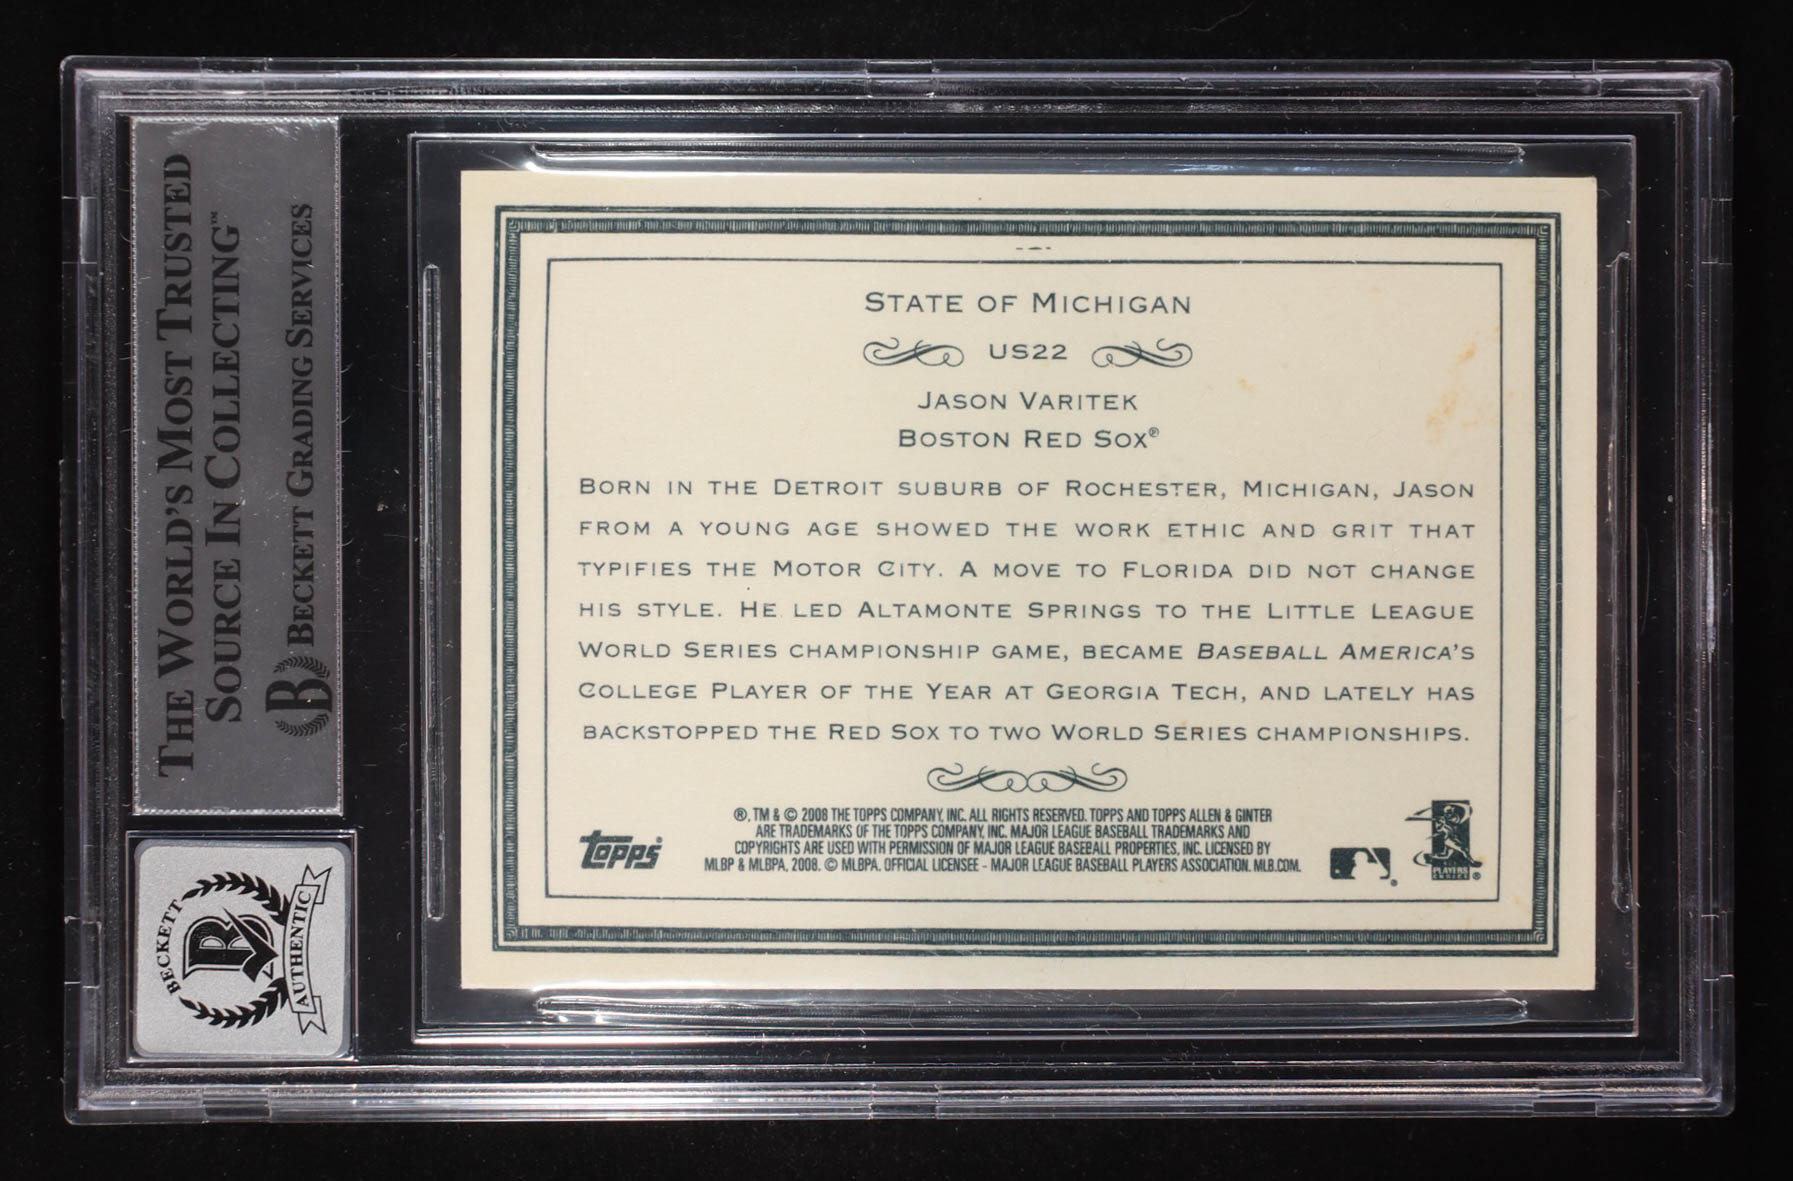 THE WORLD'S MOST TRUSTED
SOURCE IN COLLECTING™
B BECKETT GRADING SERVICES
BECKETT
B
AUTHENTIC
STATE OF MICHIGAN
US22
JASON VARITEK
BOSTON RED SOX®
BORN IN THE DETROIT SUBURB OF ROCHESTER, MICHIGAN, JASON
FROM A YOUNG AGE SHOWED THE WORK ETHIC AND GRIT THAT
TYPIFIES THE MOTOR CITY. A MOVE TO FLORIDA DID NOT CHANGE
HIS STYLE. HE LED ALTAMONTE SPRINGS TO THE LITTLE LEAGUE
WORLD SERIES CHAMPIONSHIP GAME, BECAME BASEBALL AMERICA'S
COLLEGE PLAYER OF THE YEAR AT GEORGIA TECH, AND LATELY HAS
BACKSTOPPED THE RED SOX TO TWO WORLD SERIES CHAMPIONSHIPS.
®, TM & © 2008 THE TOPPS COMPANY, INC. ALL RIGHTS RESERVED. TOPPS AND TOPPS ALLEN & GINTER
ARE TRADEMARKS OF THE TOPPS COMPANY, INC. MAJOR LEAGUE BASEBALL TRADEMARKS AND
COPYRIGHTS ARE USED WITH PERMISSION OF MAJOR LEAGUE BASEBALL PROPERTIES, INC. LICENSED BY
MLBP & MLBPA, 2008. © MLBPA. OFFICIAL LICENSEE - MAJOR LEAGUE BASEBALL PLAYERS ASSOCIATION. MLB.COM.
topps®
®
PLAYERS
CHOICE ®